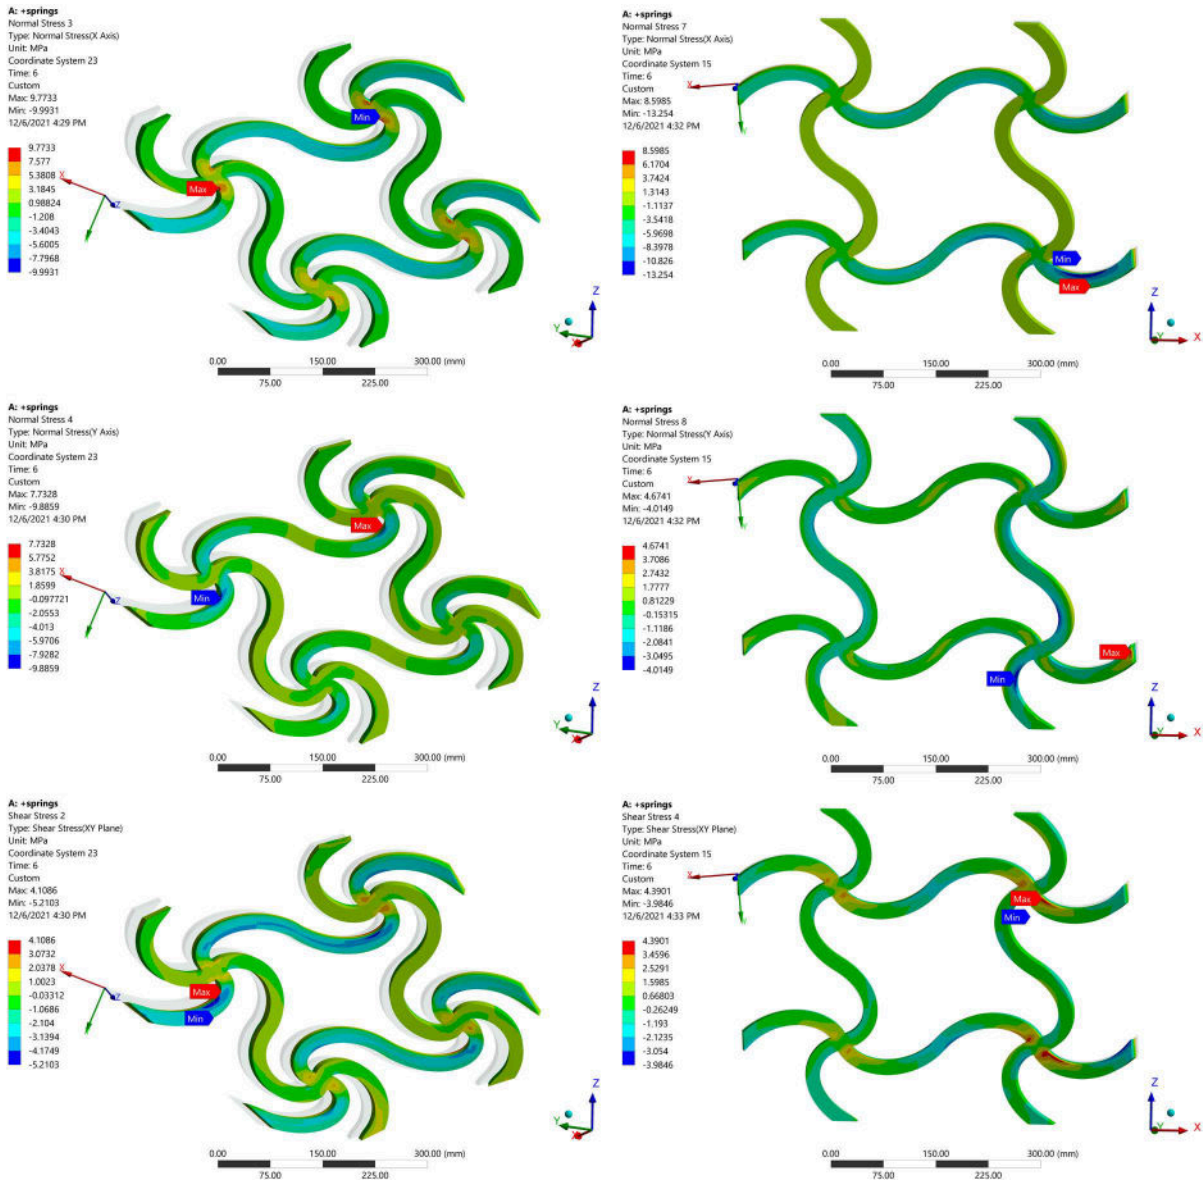 A: +springs
Normal Stress 3
Type: Normal Stress(X Axis)
Unit: MPa
Coordinate System 23
Time: 6
Custom
Max: 9.7733
Min: -9.9931
12/6/2021 4:29 PM
9.7733
7.577
5.3808
3.1845
0.98824
-1.208
-3.4043
-5.6005
-7.7968
-9.9931
X
Z
Min
Max
Z
Y
X
0.00
150.00
300.00 (mm)
75.00
225.00
A: +springs
Normal Stress 7
Type: Normal Stress(X Axis)
Unit: MPa
Coordinate System 15
Time: 6
Custom
Max: 8.5985
Min: -13.254
12/6/2021 4:32 PM
8.5985
6.1704
3.7424
1.3143
-1.1137
-3.5418
-5.9698
-8.3978
-10.826
-13.254
X
Y
Min
Max
Z
Y
X
0.00
150.00
300.00 (mm)
75.00
225.00
A: +springs
Normal Stress 4
Type: Normal Stress(Y Axis)
Unit: MPa
Coordinate System 23
Time: 6
Custom
Max: 7.7328
Min: -9.8859
12/6/2021 4:30 PM
7.7328
5.7752
3.8175
1.8599
-0.097721
-2.0553
-4.013
-5.9706
-7.9282
-9.8859
X
Z
Max
Min
Z
Y
X
0.00
150.00
300.00 (mm)
75.00
225.00
A: +springs
Normal Stress 8
Type: Normal Stress(Y Axis)
Unit: MPa
Coordinate System 15
Time: 6
Custom
Max: 4.6741
Min: -4.0149
12/6/2021 4:32 PM
4.6741
3.7086
2.7432
1.7777
0.81229
-0.15315
-1.1186
-2.0841
-3.0495
-4.0149
X
Y
Max
Min
Z
Y
X
0.00
150.00
300.00 (mm)
75.00
225.00
A: +springs
Shear Stress 2
Type: Shear Stress(XY Plane)
Unit: MPa
Coordinate System 23
Time: 6
Custom
Max: 4.1086
Min: -5.2103
12/6/2021 4:30 PM
4.1086
3.0732
2.0378
1.0023
-0.03312
-1.0686
-2.104
-3.1394
-4.1749
-5.2103
X
Z
Max
Min
Z
Y
X
0.00
150.00
300.00 (mm)
75.00
225.00
A: +springs
Shear Stress 4
Type: Shear Stress(XY Plane)
Unit: MPa
Coordinate System 15
Time: 6
Custom
Max: 4.3901
Min: -3.9846
12/6/2021 4:33 PM
4.3901
3.4596
2.5291
1.5985
0.66803
-0.26249
-1.193
-2.1235
-3.054
-3.9846
X
Y
Max
Min
Z
Y
X
0.00
150.00
300.00 (mm)
75.00
225.00